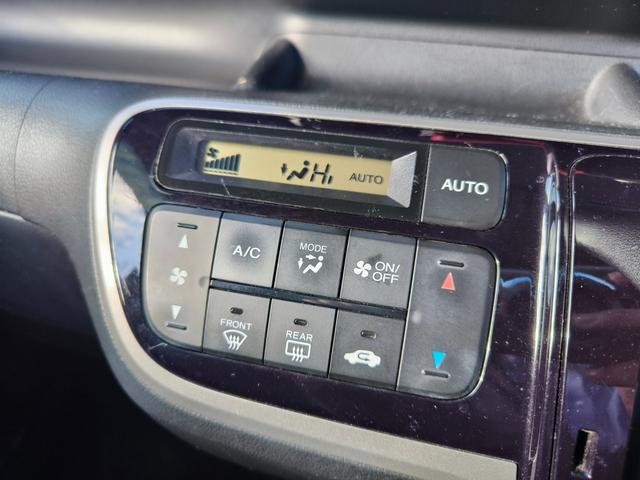 Hi AUTO
AUTO
A/C
MODE
ON/
OFF
FRONT
REAR